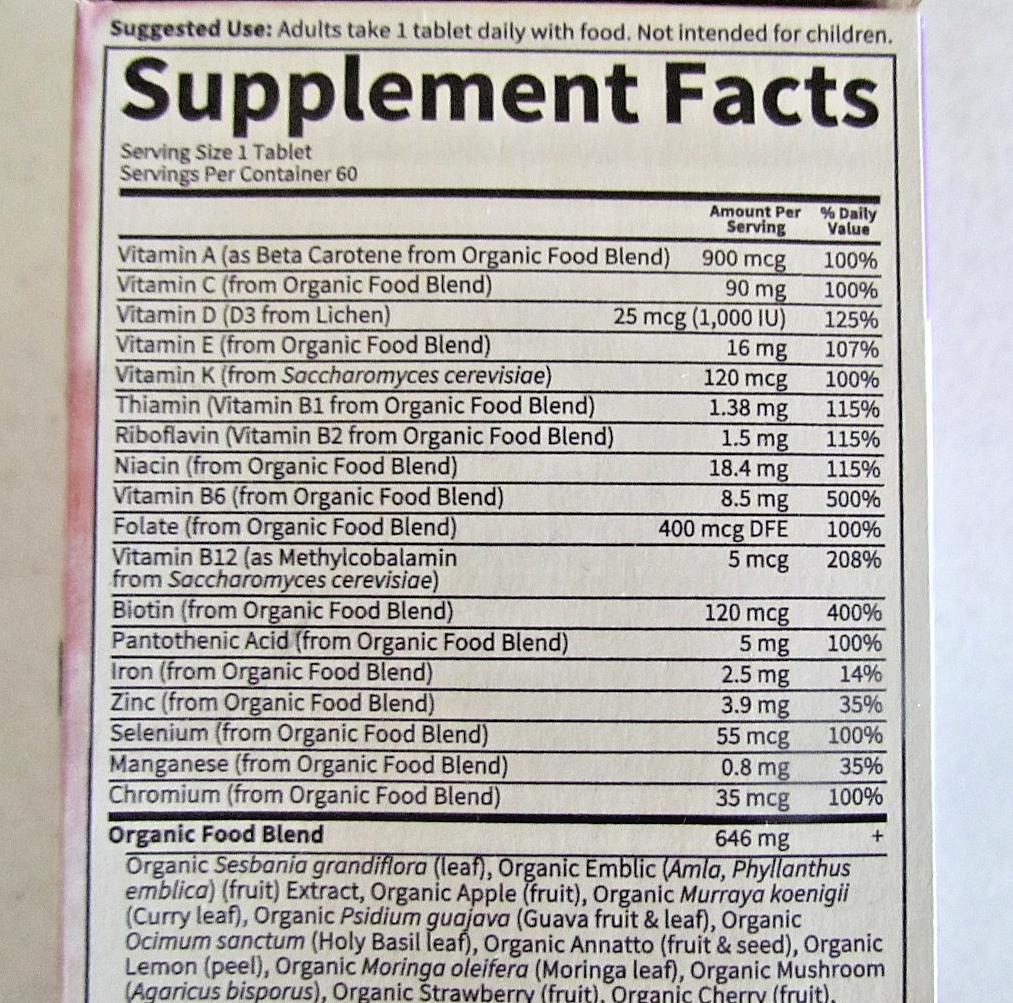 Suggested Use: Adults take 1 tablet daily with food. Not intended for children.
Supplement Facts
Serving Size 1 Tablet
Servings Per Container 60
Amount Per Serving % Daily Value
Vitamin A (as Beta Carotene from Organic Food Blend) 900 mcg 100%
Vitamin C (from Organic Food Blend) 90 mg 100%
Vitamin D (D3 from Lichen) 25 mcg (1,000 IU) 125%
Vitamin E (from Organic Food Blend) 16 mg 107%
Vitamin K (from Saccharomyces cerevisiae) 120 mcg 100%
Thiamin (Vitamin B1 from Organic Food Blend) 1.38 mg 115%
Riboflavin (Vitamin B2 from Organic Food Blend) 1.5 mg 115%
Niacin (from Organic Food Blend) 18.4 mg 115%
Vitamin B6 (from Organic Food Blend) 8.5 mg 500%
Folate (from Organic Food Blend) 400 mcg DFE 100%
Vitamin B12 (as Methylcobalamin 5 mcg 208%
from Saccharomyces cerevisiae)
Biotin (from Organic Food Blend) 120 mcg 400%
Pantothenic Acid (from Organic Food Blend) 5 mg 100%
Iron (from Organic Food Blend) 2.5 mg 14%
Zinc (from Organic Food Blend) 3.9 mg 35%
Selenium (from Organic Food Blend) 55 mcg 100%
Manganese (from Organic Food Blend) 0.8 mg 35%
Chromium (from Organic Food Blend) 35 mcg 100%
Organic Food Blend 646 mg +
Organic Sesbania grandiflora (leaf), Organic Emblic (Amla, Phyllanthus
emblica) (fruit) Extract, Organic Apple (fruit), Organic Murraya koenigii
(Curry leaf), Organic Psidium guajava (Guava fruit & leaf), Organic
Ocimum sanctum (Holy Basil leaf), Organic Annatto (fruit & seed), Organic
Lemon (peel), Organic Moringa oleifera (Moringa leaf), Organic Mushroom
(Agaricus bisporus), Organic Strawberry (fruit), Organic Cherry (fruit),